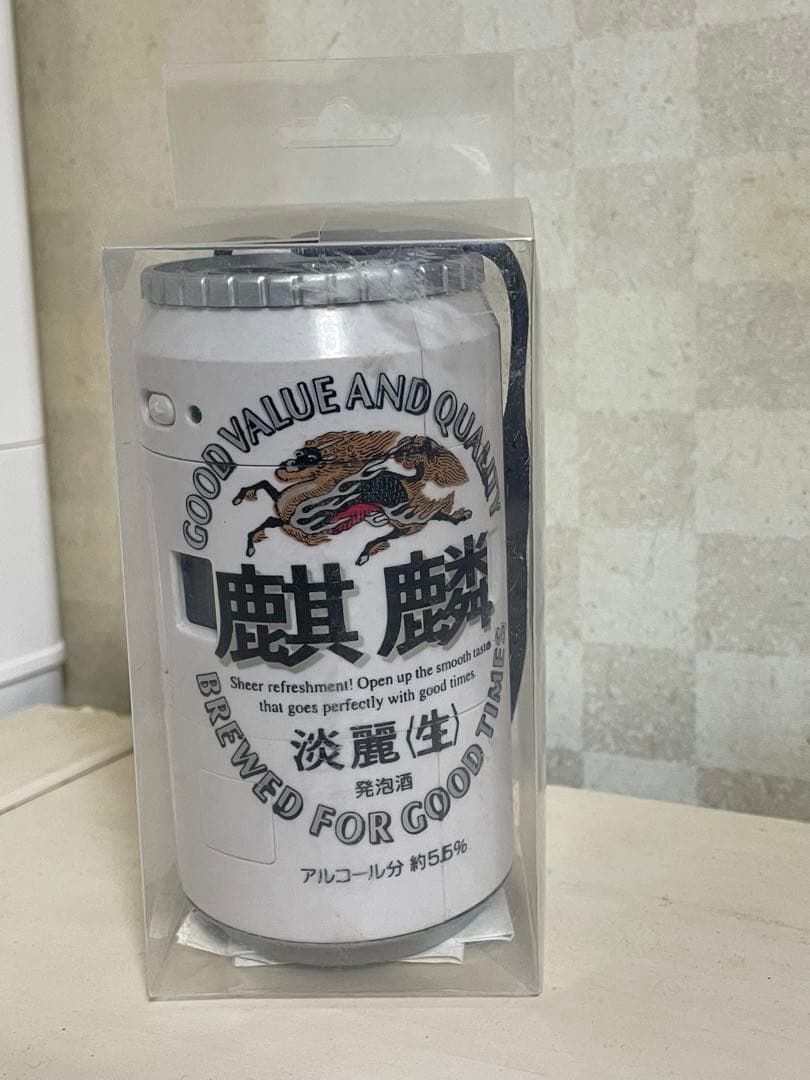 GOOD VALUE AND QUALITY
麒麟
Sheer refreshment! Open up the smooth taste
that goes perfectly with good times
淡麗〈生〉
発泡酒
BREWED FOR GOOD TIMES
アルコール分 約5.5%